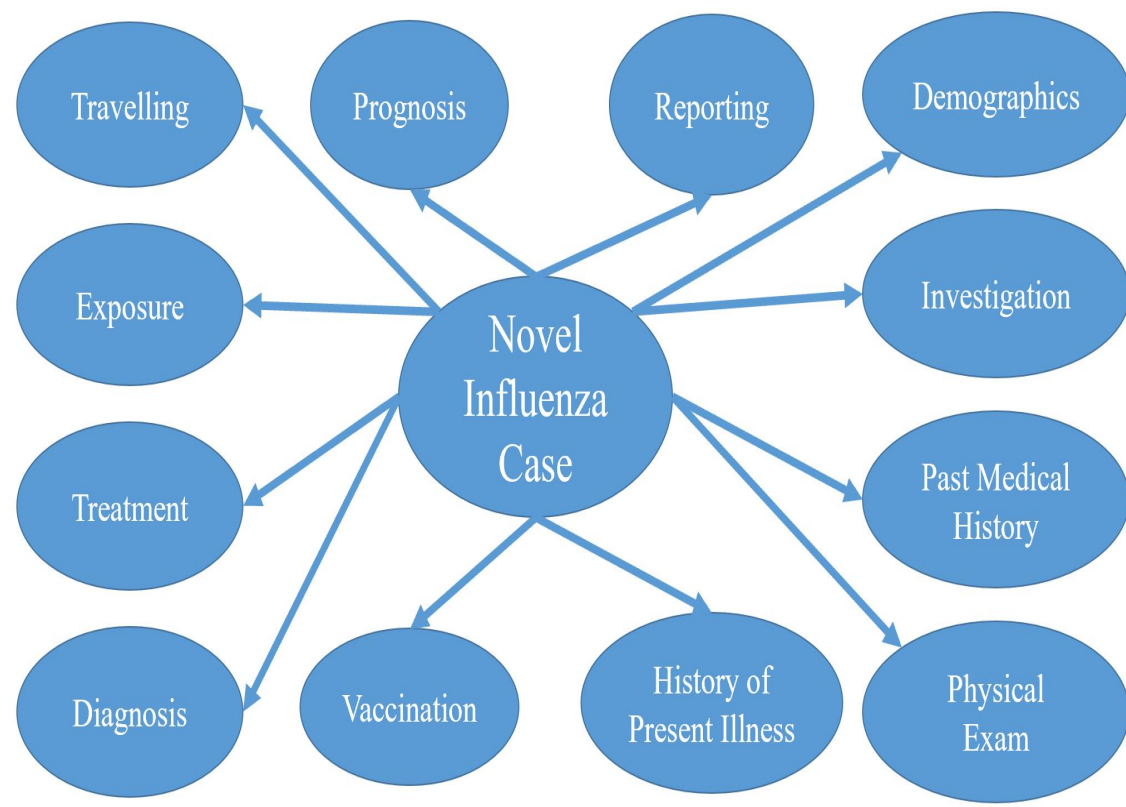 Travelling
Prognosis
Reporting
Demographics
Exposure
Investigation
Novel
Influenza
Case
Treatment
Past Medical
History
Diagnosis
Vaccination
History of
Present Illness
Physical
Exam